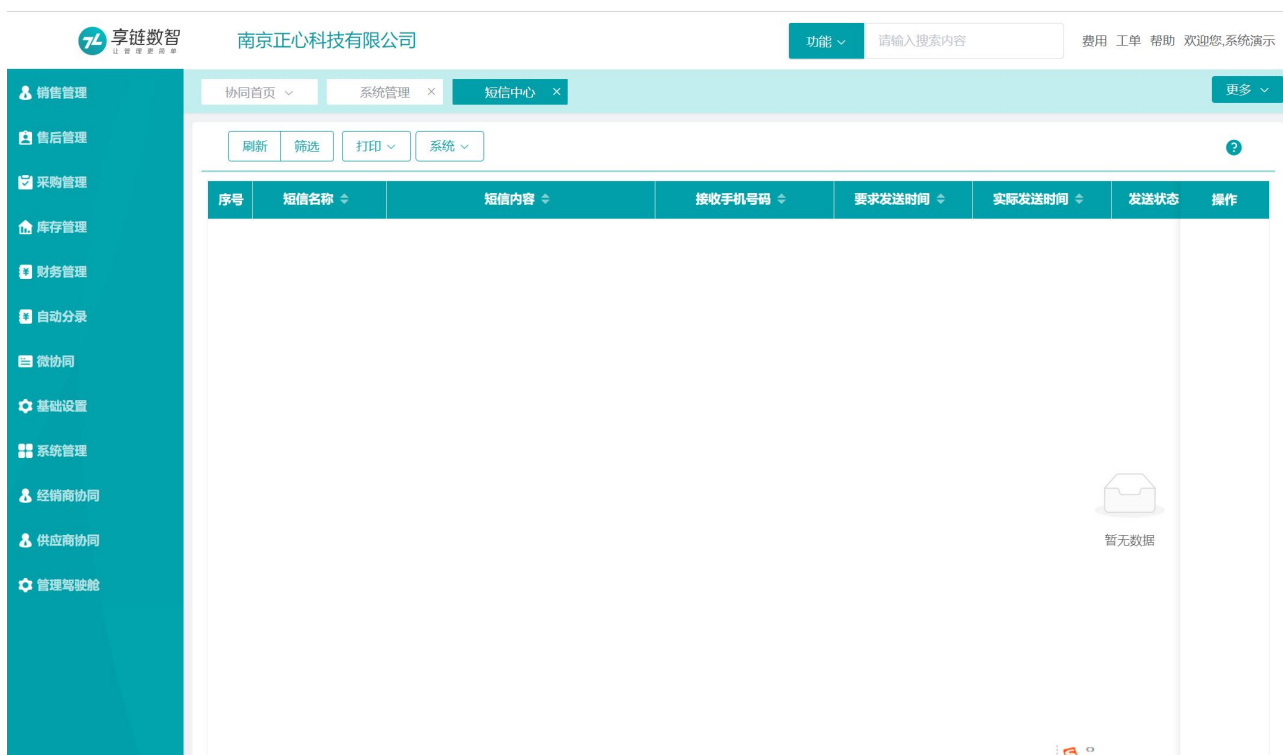 享链数智
让管理更简单
南京正心科技有限公司
功能
请输入搜索内容
费用 工单 帮助 欢迎您,系统演示
销售管理
售后管理
采购管理
库存管理
财务管理
自动分录
微协同
基础设置
系统管理
经销商协同
供应商协同
管理驾驶舱
协同首页 系统管理 × 短信中心 × 更多
刷新 筛选 打印 系统 ?
序号 短信名称 短信内容 接收手机号码 要求发送时间 实际发送时间 发送状态 操作
暂无数据